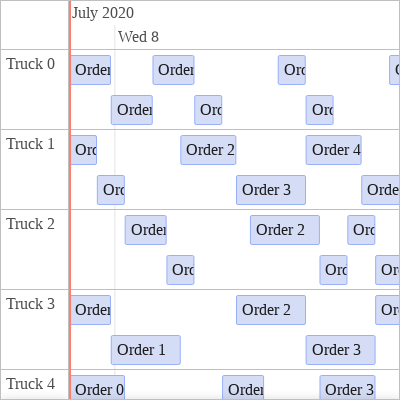 July 2020
Wed 8
Truck 0
Order
Order
Orc
Order
Orc
Orc
Truck 1
Orc
Order 2
Order 4
Orc
Order 3
Orde
Truck 2
Order
Order 2
Orc
Orc
Orc
Or
Truck 3
Order
Order 2
Or
Order 1
Order 3
Truck 4
Order 0
Order
Order 3